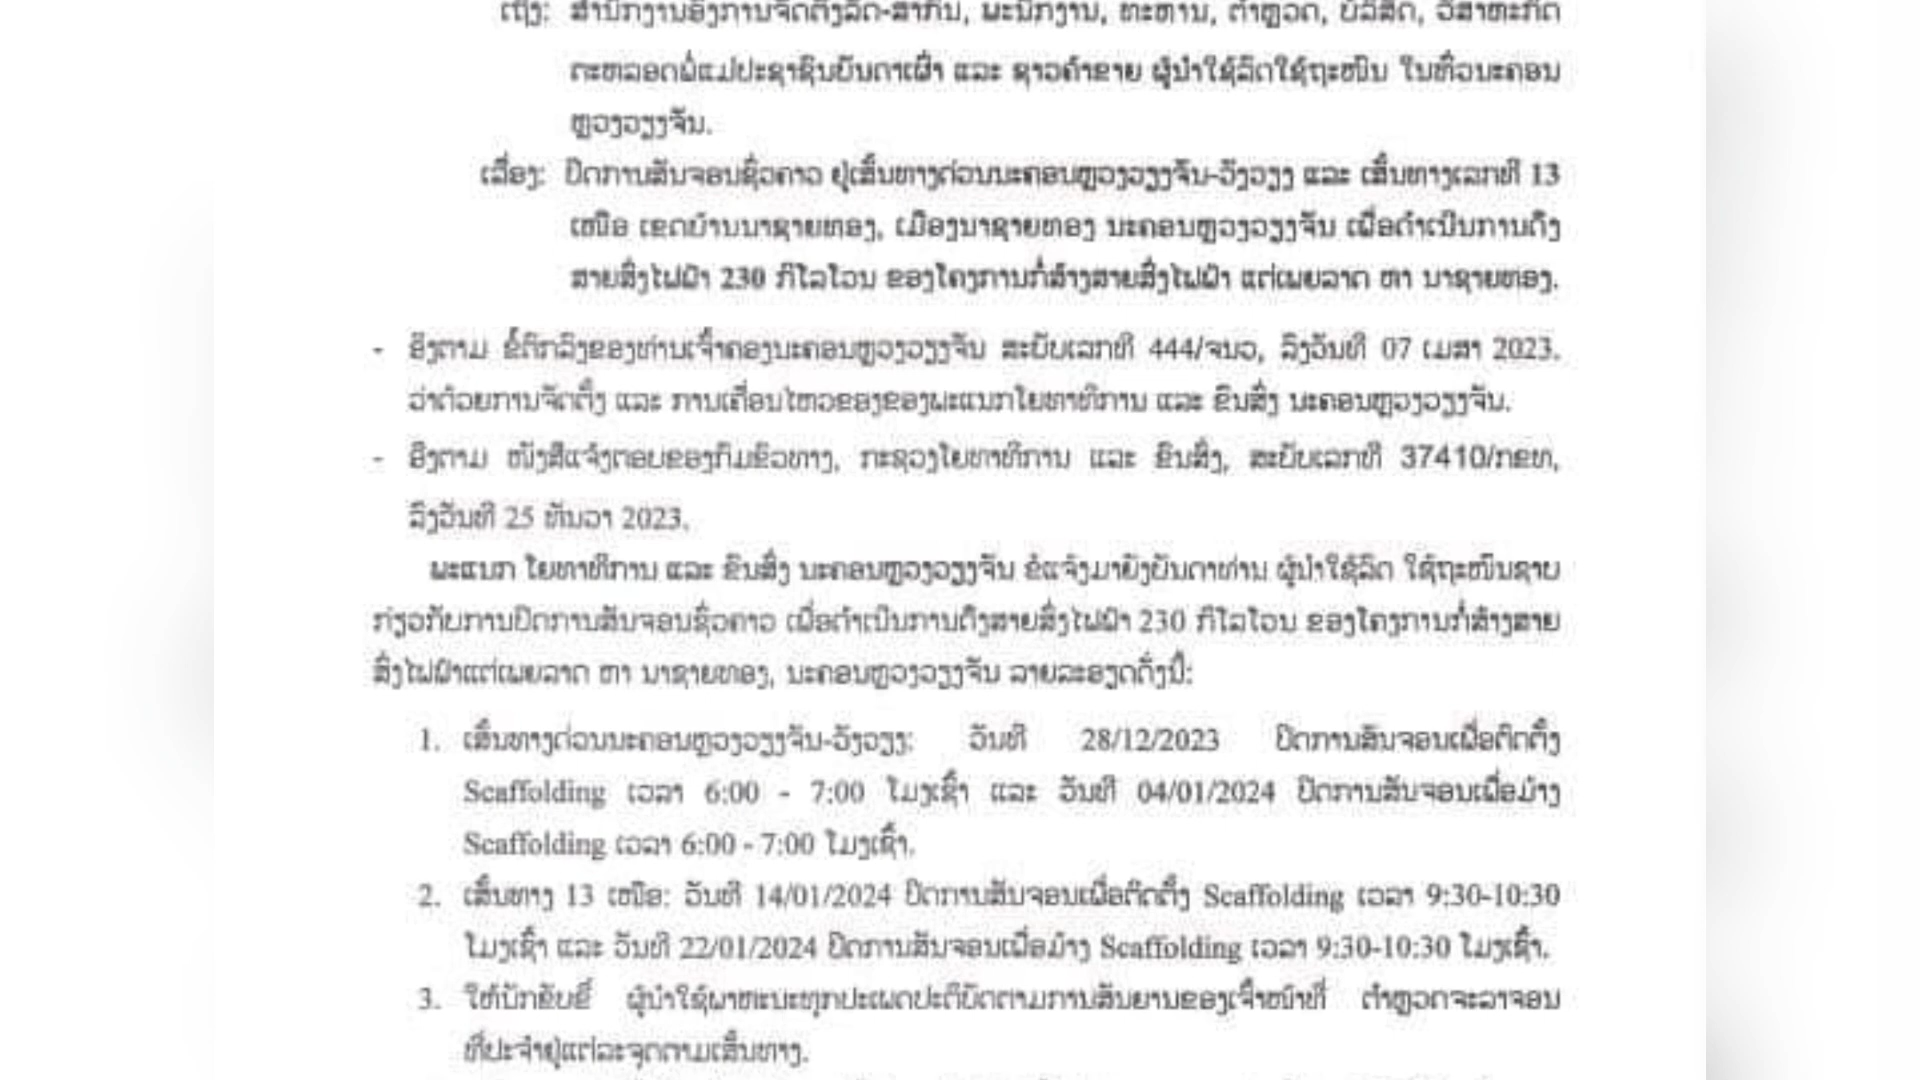 ເຖິງ: ສຳນັກງານອົງການຈັດຕັ້ງລັດ-ສາກົນ, ພະນັກງານ, ທະຫານ, ຕຳຫຼວດ, ບໍລິສັດ, ວິສາຫະກິດ
ຕະຫລອດພໍ່ແມ່ປະຊາຊົນບັນດາເຜົ່າ ແລະ ຊາວຄ້າຂາຍ ຜູ້ນຳໃຊ້ລົດໃຊ້ຖະໜົນ ໃນທົ່ວນະຄອນ
ຫຼວງວຽງຈັນ.
ເລື່ອງ: ປິດການສັນຈອນຊົ່ວຄາວ ຢູ່ເສັ້ນທາງດ່ວນນະຄອນຫຼວງວຽງຈັນ-ວັງວຽງ ແລະ ເສັ້ນທາງເລກທີ 13
ເໜືອ ເຂດບ້ານນາຊາຍທອງ, ເມືອງນາຊາຍທອງ ນະຄອນຫຼວງວຽງຈັນ ເພື່ອດຳເນີນການດຶງ
ສາຍສົ່ງໄຟຟ້າ 230 ກິໂລໂວນ ຂອງໂຄງການກໍ່ສ້າງສາຍສົ່ງໄຟຟ້າ ແຕ່ເພຍລາດ ຫາ ນາຊາຍທອງ.
- ອີງຕາມ ຂໍ້ຕົກລົງຂອງທ່ານເຈົ້າຄອງນະຄອນຫຼວງວຽງຈັນ ສະບັບເລກທີ 444/ຈນວ, ລົງວັນທີ 07 ເມສາ 2023.
ວ່າດ້ວຍການຈັດຕັ້ງ ແລະ ການເຄື່ອນໄຫວຂອງຂອງພະແນກໂຍທາທິການ ແລະ ຂົນສົ່ງ ນະຄອນຫຼວງວຽງຈັນ.
- ອີງຕາມ ໜັງສືແຈ້ງຕອບຂອງກົມຂົວທາງ, ກະຊວງໂຍທາທິການ ແລະ ຂົນສົ່ງ, ສະບັບເລກທີ 37410/ກຂທ,
ລົງວັນທີ 25 ທັນວາ 2023.
ພະແນກ ໂຍທາທິການ ແລະ ຂົນສົ່ງ ນະຄອນຫຼວງວຽງຈັນ ຂໍແຈ້ງມາຍັງບັນດາທ່ານ ຜູ້ນຳໃຊ້ລົດ ໃຊ້ຖະໜົນຊາບ
ກ່ຽວກັບການປິດການສັນຈອນຊົ່ວຄາວ ເພື່ອດຳເນີນການດຶງສາຍສົ່ງໄຟຟ້າ 230 ກິໂລໂວນ ຂອງໂຄງການກໍ່ສ້າງສາຍ
ສົ່ງໄຟຟ້າແຕ່ເພຍລາດ ຫາ ນາຊາຍທອງ, ນະຄອນຫຼວງວຽງຈັນ ລາຍລະອຽດດັ່ງນີ້:
1. ເສັ້ນທາງດ່ວນນະຄອນຫຼວງວຽງຈັນ-ວັງວຽງ: ວັນທີ 28/12/2023 ປິດການສັນຈອນເພື່ອຕິດຕັ້ງ
Scaffolding ເວລາ 6:00 - 7:00 ໂມງເຊົ້າ ແລະ ວັນທີ 04/01/2024 ປິດການສັນຈອນເພື່ອມ້າງ
Scaffolding ເວລາ 6:00 - 7:00 ໂມງເຊົ້າ.
2. ເສັ້ນທາງ 13 ເໜືອ: ວັນທີ 14/01/2024 ປິດການສັນຈອນເພື່ອຕິດຕັ້ງ Scaffolding ເວລາ 9:30-10:30
ໂມງເຊົ້າ ແລະ ວັນທີ 22/01/2024 ປິດການສັນຈອນເພື່ອມ້າງ Scaffolding ເວລາ 9:30-10:30 ໂມງເຊົ້າ.
3. ໃຫ້ນັກຂັບຂີ່ ຜູ້ນຳໃຊ້ພາຫະນະທຸກປະເພດປະຕິບັດຕາມການສັນຍານຂອງເຈົ້າໜ້າທີ່ ຕຳຫຼວດຈະລາຈອນ
ທີ່ປະຈຳຢູ່ແຕ່ລະຈຸດຕາມເສັ້ນທາງ.